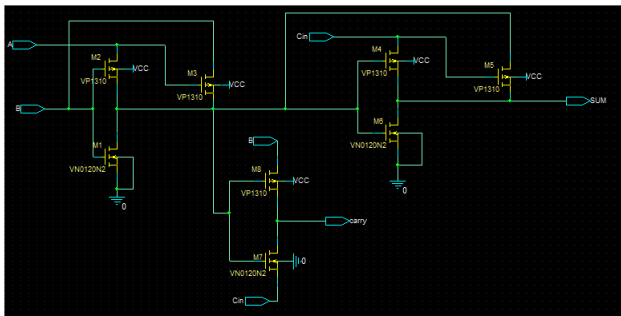 Cin
A
M2
VCC
VP1310
M3
VCC
VP1310
M4
VCC
VP1310
M5
VCC
VP1310
B
SUM
M1
VN0120N2
0
M6
VN0120N2
0
B
M8
VCC
VP1310
carry
M7
VN0120N2
0
Cin